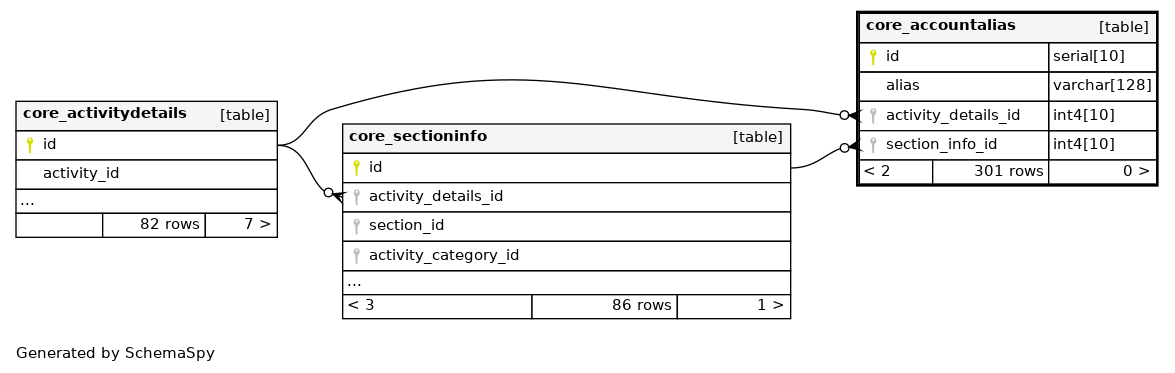 core_accountalias [table]
id serial[10]
alias varchar[128]
activity_details_id int4[10]
section_info_id int4[10]
< 2 301 rows 0 >
core_activitydetails [table]
id
activity_id
...
82 rows 7 >
core_sectioninfo [table]
id
activity_details_id
section_id
activity_category_id
...
< 3 86 rows 1 >
Generated by SchemaSpy